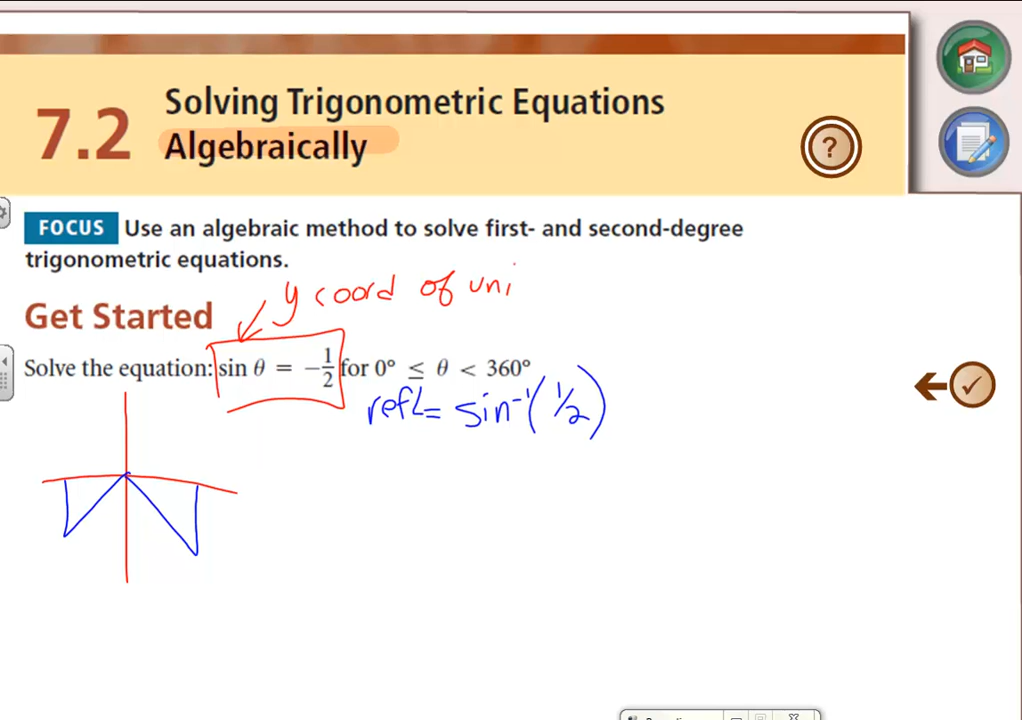 7.2
Solving Trigonometric Equations
Algebraically
?
FOCUS Use an algebraic method to solve first- and second-degree
trigonometric equations.
y coord of uni
Get Started
Solve the equation: sin θ = −1/2 for 0° ≤ θ < 360°
ref∠= sin⁻¹(1/2)